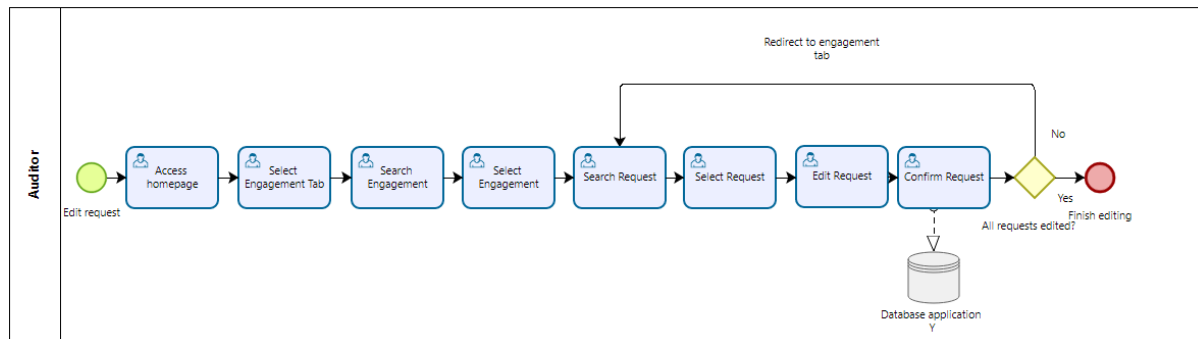 Redirect to engagement
tab
Auditor
Edit request
Access
homepage
Select
Engagement Tab
Search
Engagement
Select
Engagement
Search Request
Select Request
Edit Request
Confirm Request
No
Yes
All requests edited?
Finish editing
Database application
Y